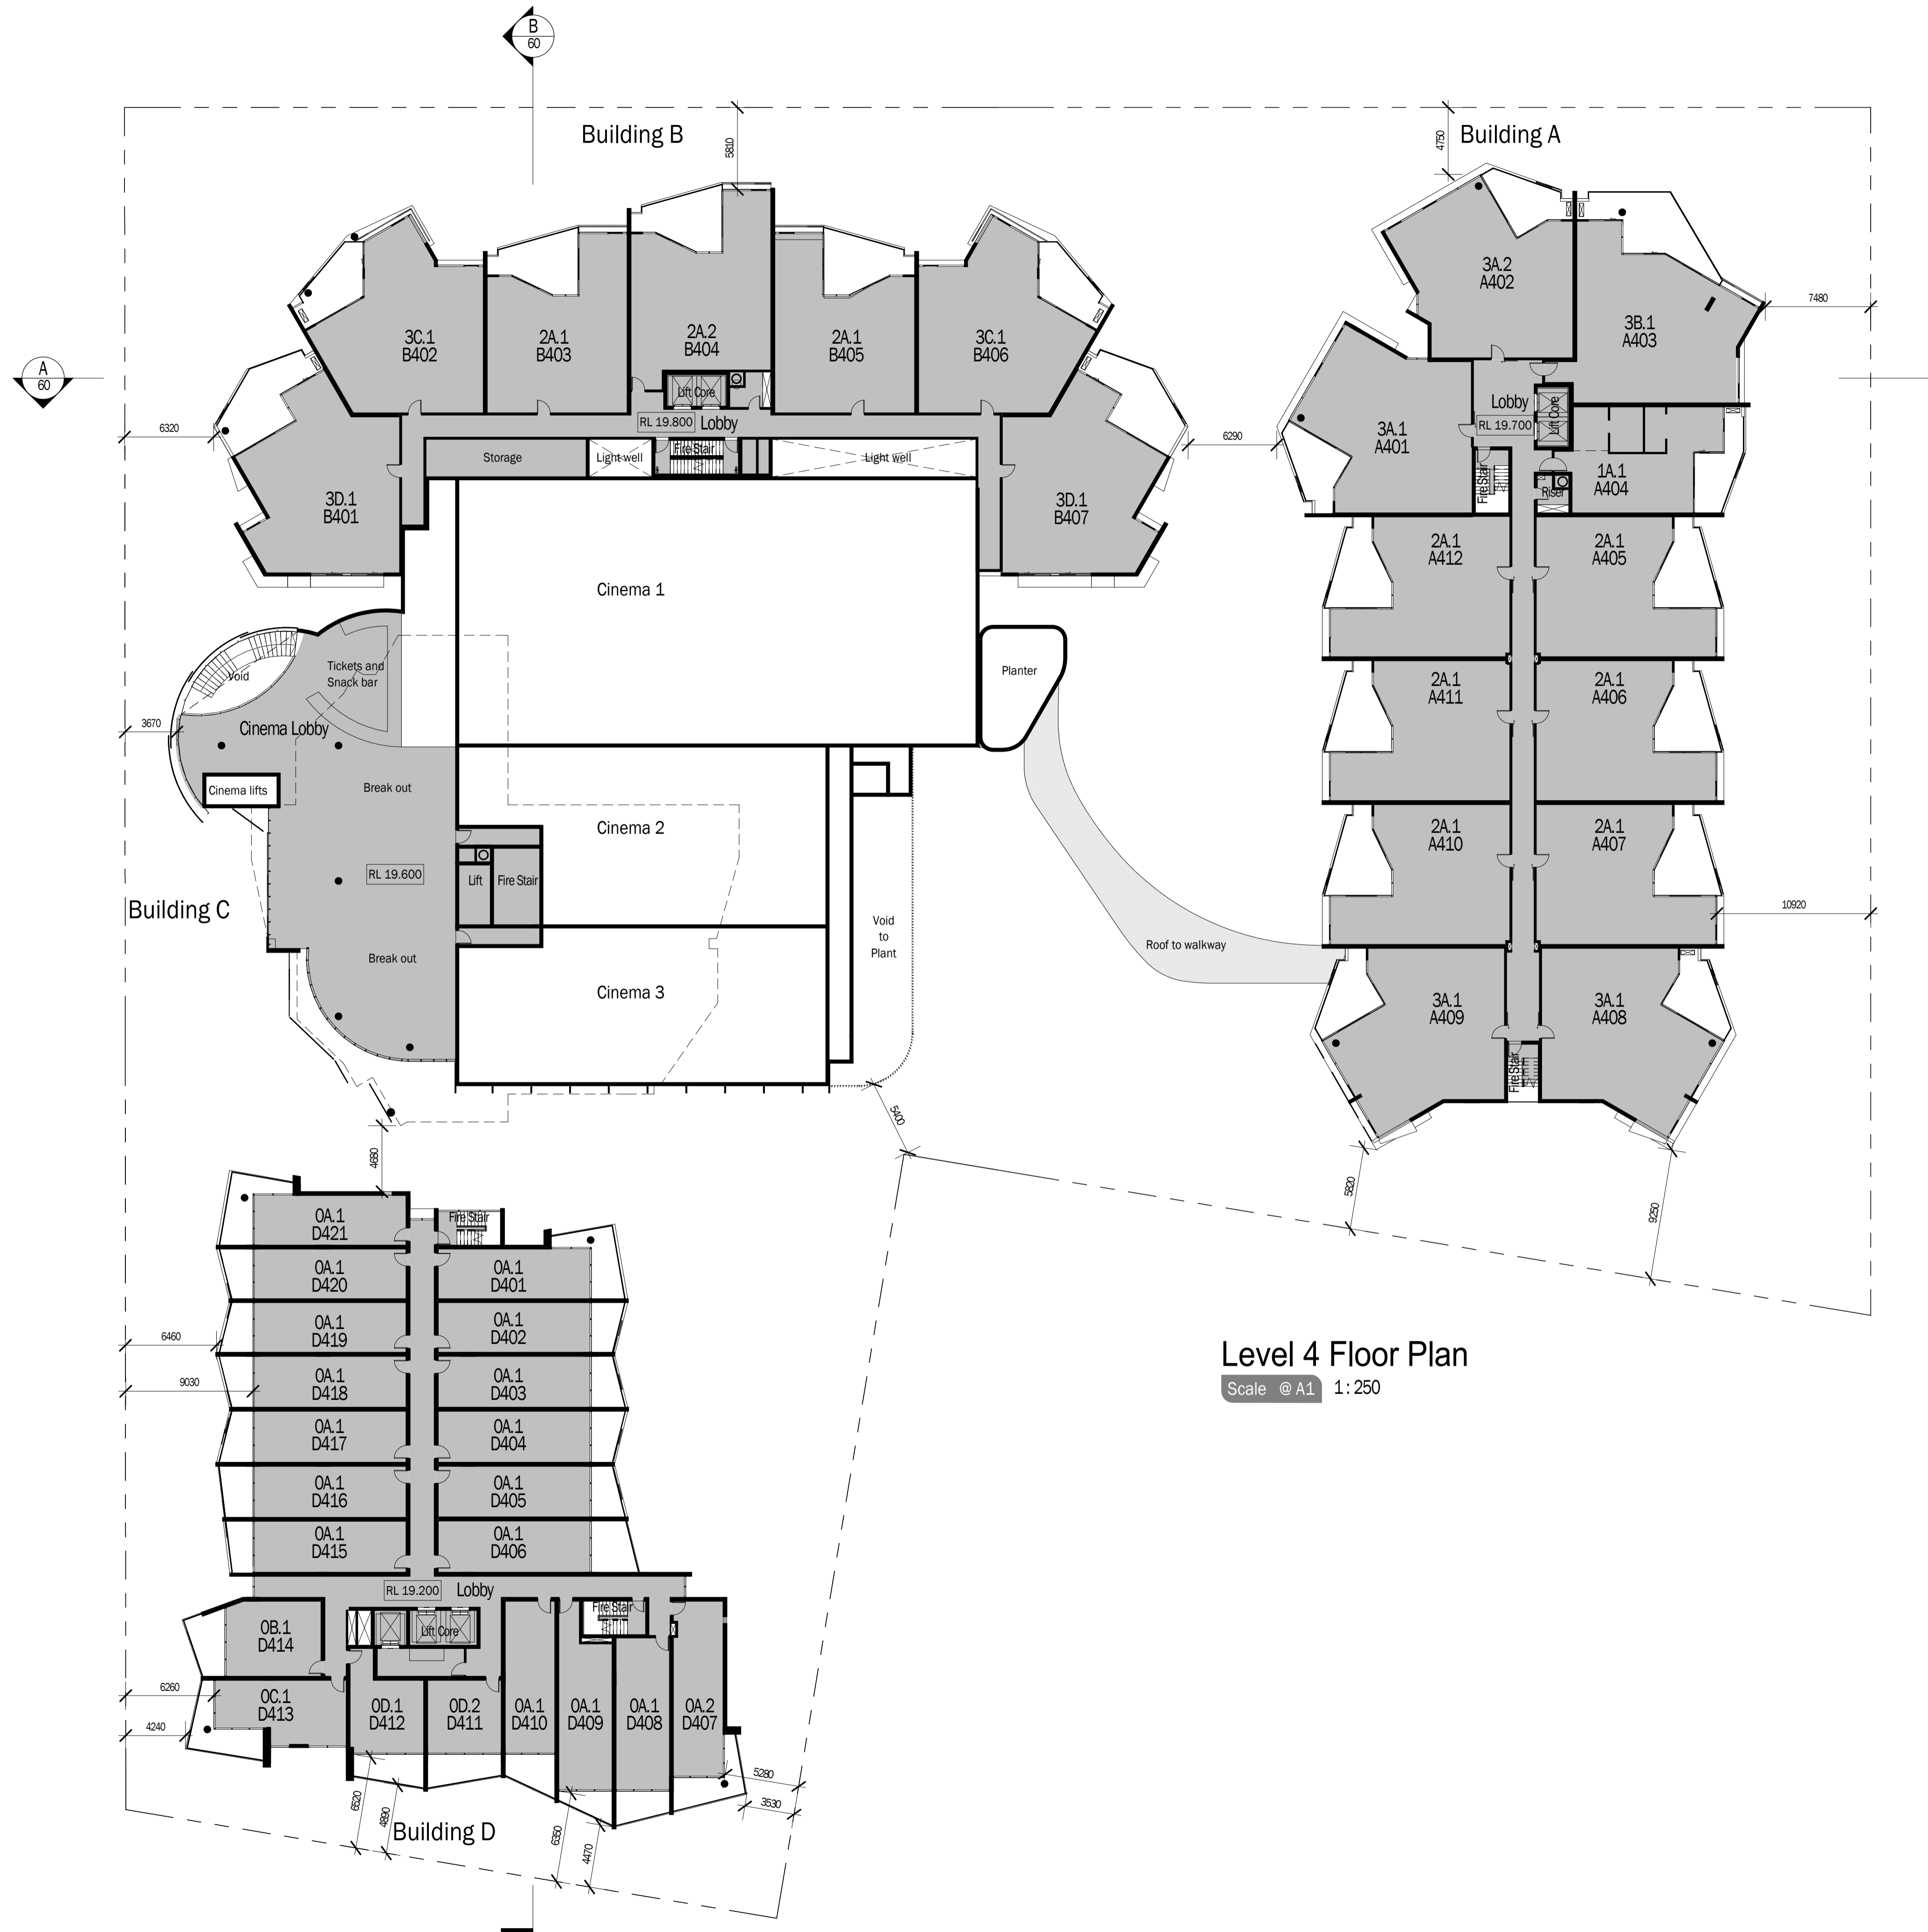 B
60
Building B
Building A
5810
4750
A
60
3C.1
B402
2A.1
B403
2A.2
B404
2A.1
B405
3C.1
B406
3A.2
A402
3B.1
A403
7480
Lift Core
RL 19.800
Lobby
6320
6290
Storage
Light well
Fire Stair
Light well
3D.1
B401
3D.1
B407
3A.1
A401
Lobby
RL 19.700
Lift Core
Fire Stair
1A.1
A404
Riser
2A.1
A412
2A.1
A405
Cinema 1
Tickets and
Snack bar
Void
Planter
2A.1
A411
2A.1
A406
3670
Cinema Lobby
Cinema lifts
Break out
Cinema 2
2A.1
A410
2A.1
A407
RL 19.600
Lift
Fire Stair
Building C
10920
Void
to
Plant
Roof to walkway
Break out
Cinema 3
3A.1
A409
3A.1
A408
Fire Stair
5400
4680
5820
9250
0A.1
D421
Fire Stair
0A.1
D420
0A.1
D401
0A.1
D419
0A.1
D402
6460
9030
0A.1
D418
0A.1
D403
0A.1
D417
0A.1
D404
0A.1
D416
0A.1
D405
0A.1
D415
0A.1
D406
Level 4 Floor Plan
Scale @ A1
1 : 250
RL 19.200
Lobby
0B.1
D414
Lift Core
Fire Stair
6260
4240
0C.1
D413
0D.1
D412
0D.2
D411
0A.1
D410
0A.1
D409
0A.1
D408
0A.2
D407
5280
3530
6520
4890
6350
4470
Building D